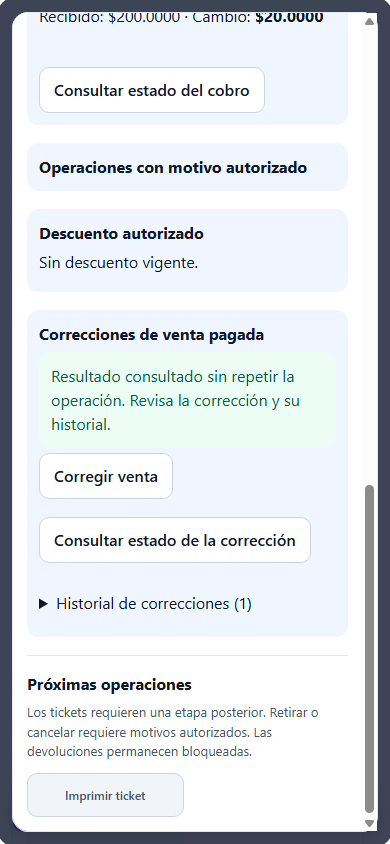 Recibido: $200.0000 · Cambio: $20.0000
Consultar estado del cobro
Operaciones con motivo autorizado
Descuento autorizado
Sin descuento vigente.
Correcciones de venta pagada
Resultado consultado sin repetir la
operación. Revisa la corrección y su
historial.
Corregir venta
Consultar estado de la corrección
Historial de correcciones (1)
Próximas operaciones
Los tickets requieren una etapa posterior. Retirar o
cancelar requiere motivos autorizados. Las
devoluciones permanecen bloqueadas.
Imprimir ticket